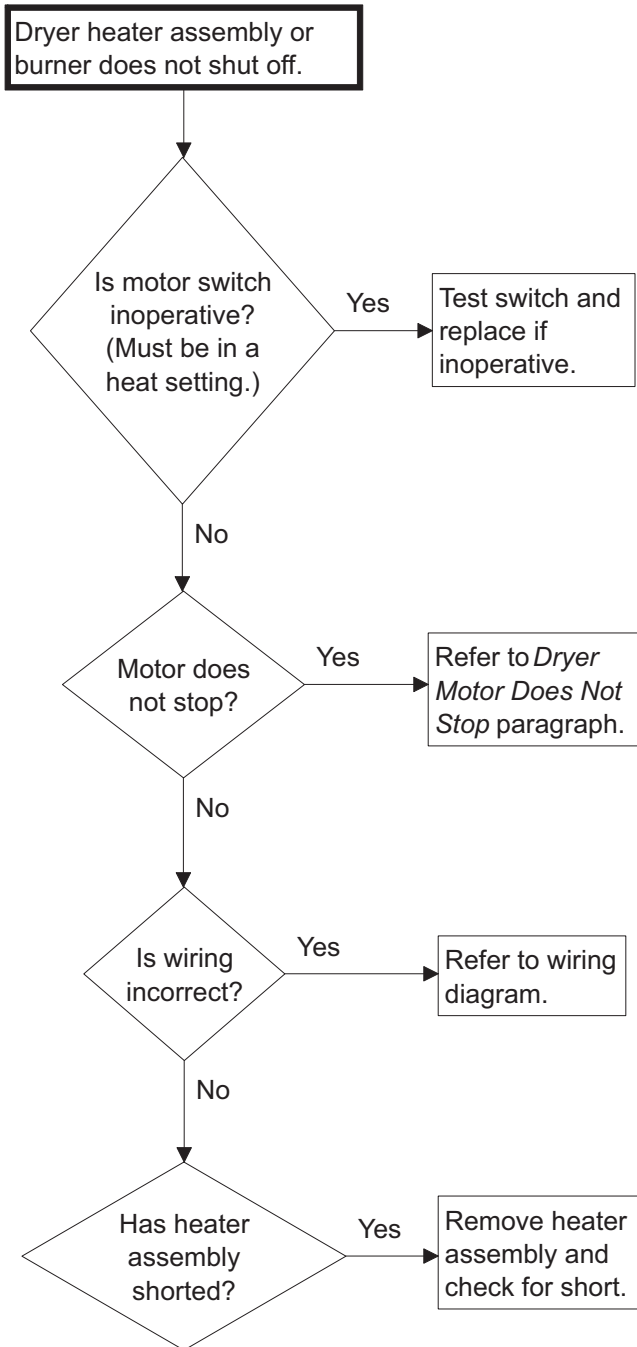 Dryer heater assembly or
burner does not shut off.
Is motor switch
inoperative?
(Must be in a
heat setting.)
Yes
Test switch and
replace if
inoperative.
No
Motor does
not stop?
Yes
Refer to Dryer
Motor Does Not
Stop paragraph.
No
Is wiring
incorrect?
Yes
Refer to wiring
diagram.
No
Has heater
assembly
shorted?
Yes
Remove heater
assembly and
check for short.